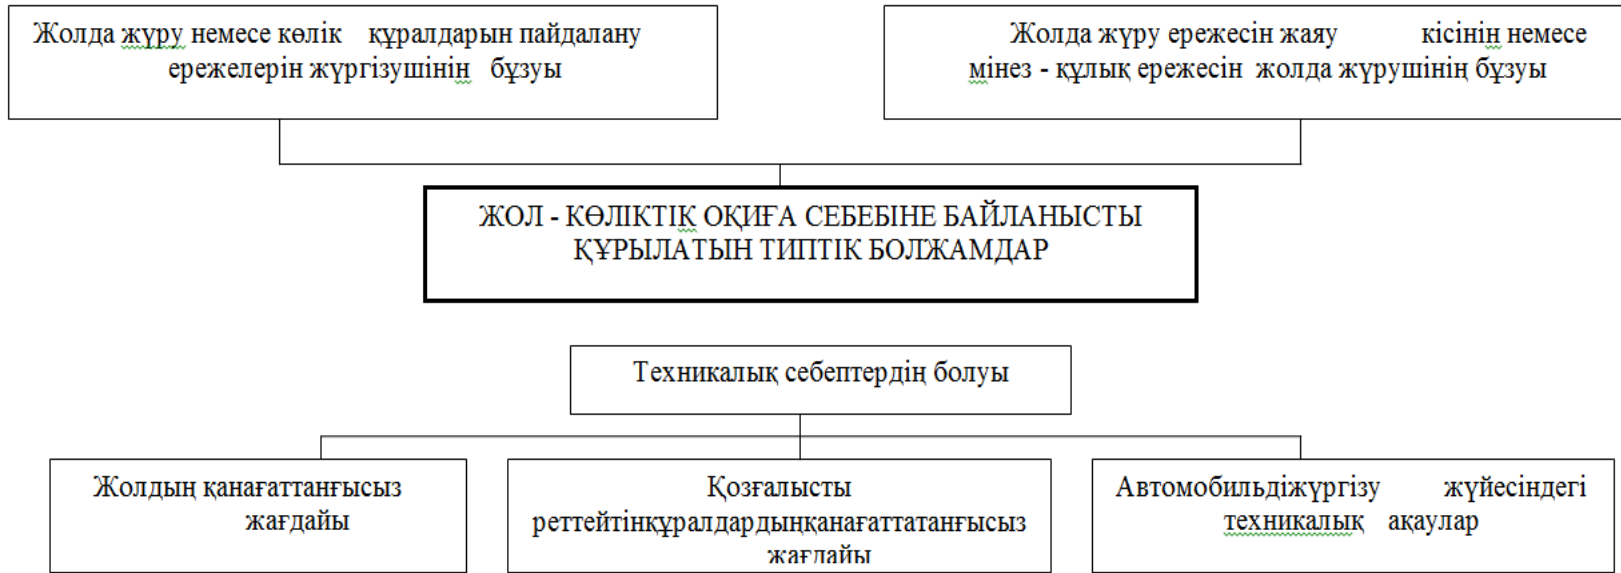 Жолда жүру немесе көлік құралдарын пайдалану
ережелерін жүргізушінің бұзуы
Жолда жүру ережесін жаяу кісінің немесе
мінез - құлық ережесін жолда жүрушінің бұзуы
ЖОЛ - КӨЛІКТІК ОҚИҒА СЕБЕБІНЕ БАЙЛАНЫСТЫ
ҚҰРЫЛАТЫН ТИПТІК БОЛЖАМДАР
Техникалық себептердің болуы
Жолдың қанағаттанғысыз
жағдайы
Қозғалысты
реттейтінқұралдардыңқанағаттатанғысыз
жағдайы
Автомобильдіжүргізу жүйесіндегі
техникалық ақаулар